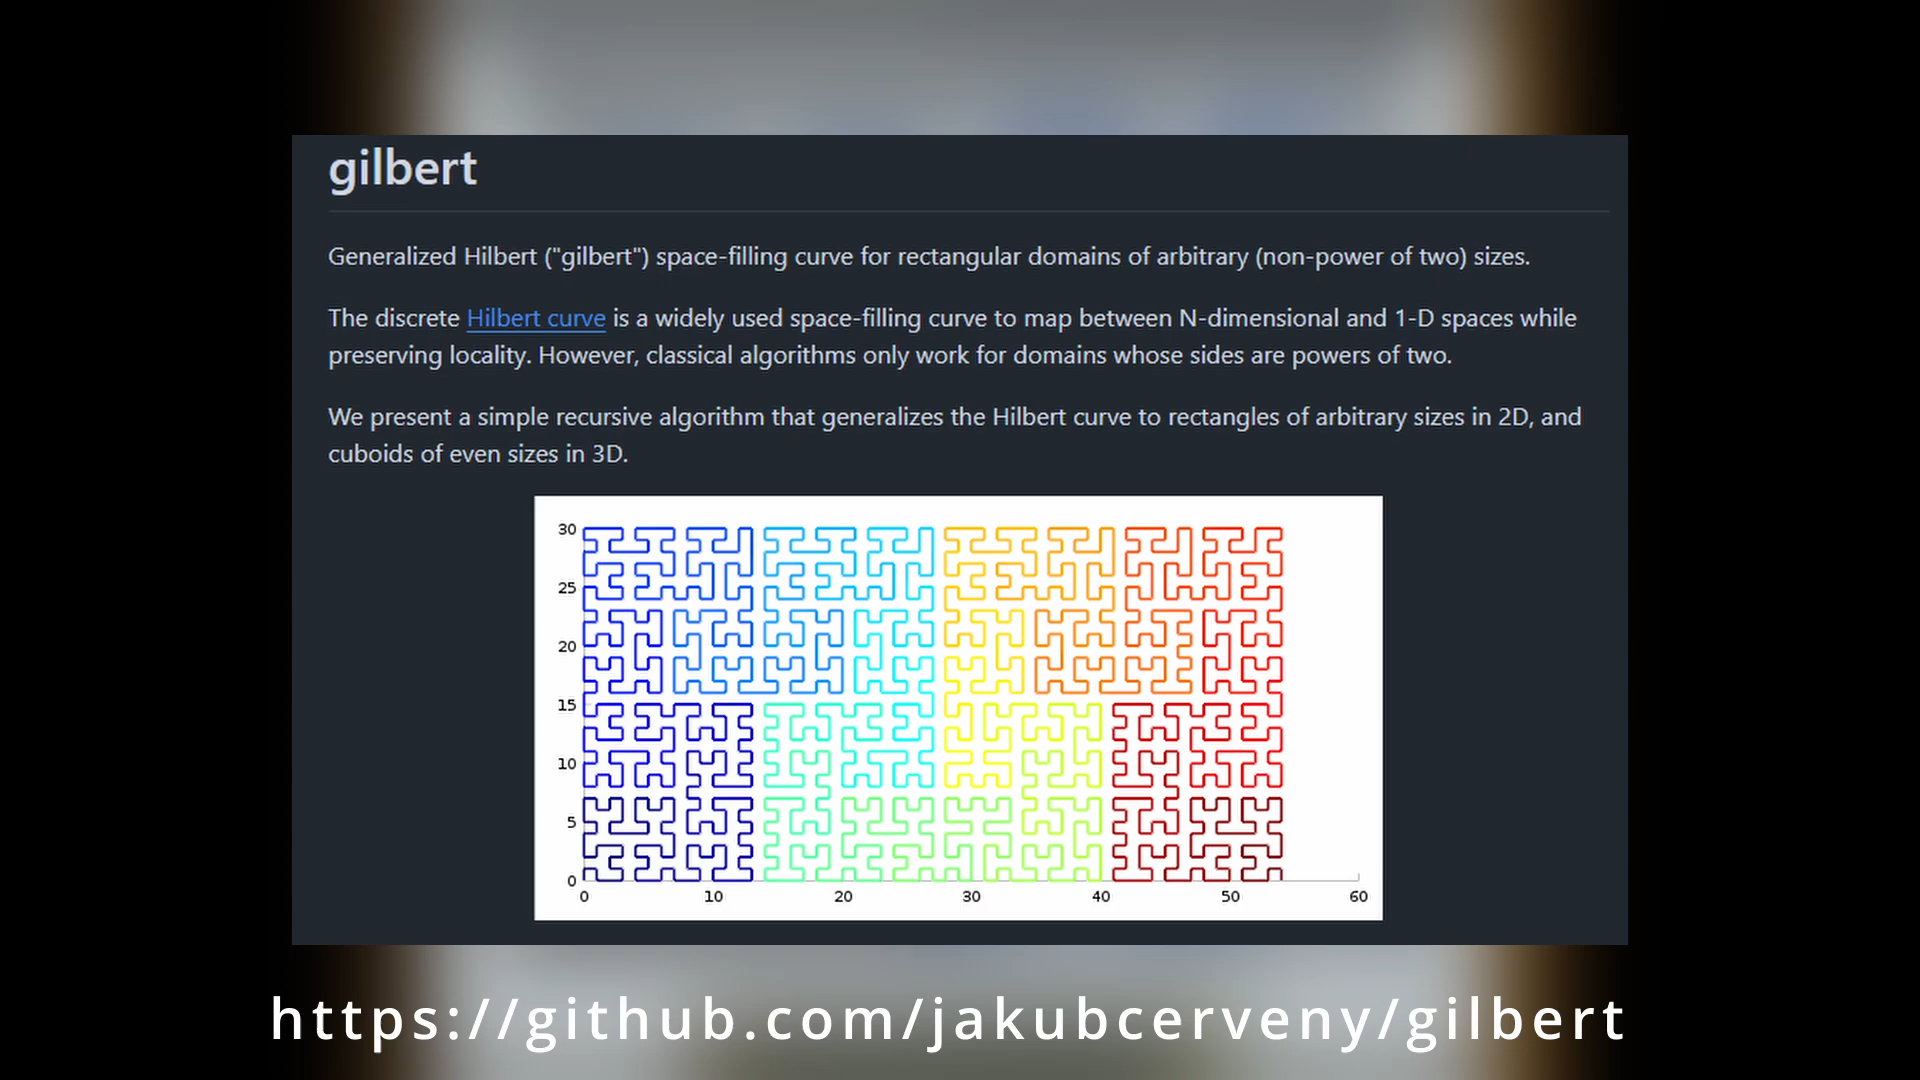 gilbert
Generalized Hilbert ("gilbert") space-filling curve for rectangular domains of arbitrary (non-power of two) sizes.
The discrete Hilbert curve is a widely used space-filling curve to map between N-dimensional and 1-D spaces while
preserving locality. However, classical algorithms only work for domains whose sides are powers of two.
We present a simple recursive algorithm that generalizes the Hilbert curve to rectangles of arbitrary sizes in 2D, and
cuboids of even sizes in 3D.
30
25
20
15
10
5
0
0 10 20 30 40 50 60
https://github.com/jakubcerveny/gilbert